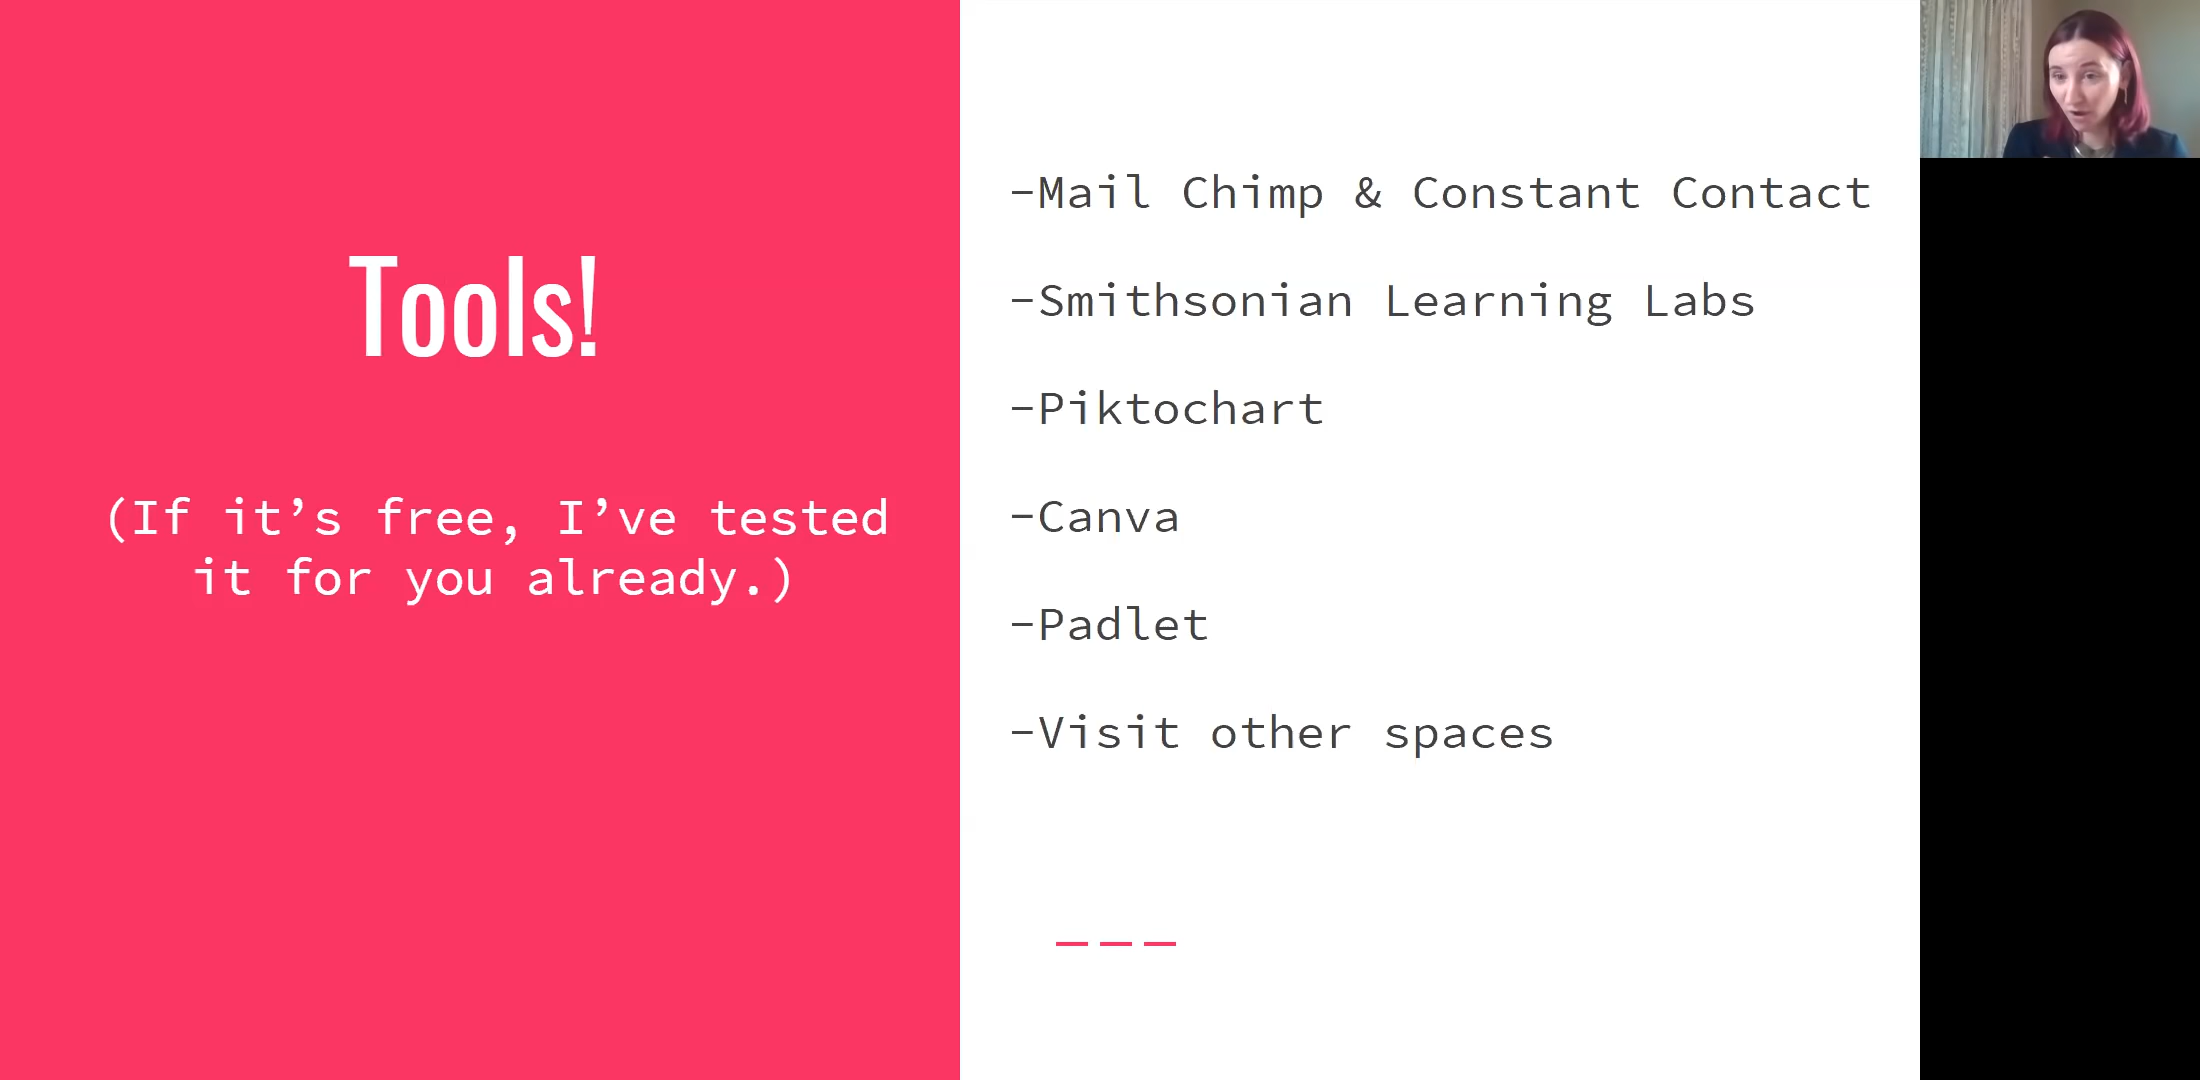 Tools!
(If it’s free, I’ve tested
it for you already.)
-Mail Chimp & Constant Contact
-Smithsonian Learning Labs
-Piktochart
-Canva
-Padlet
-Visit other spaces